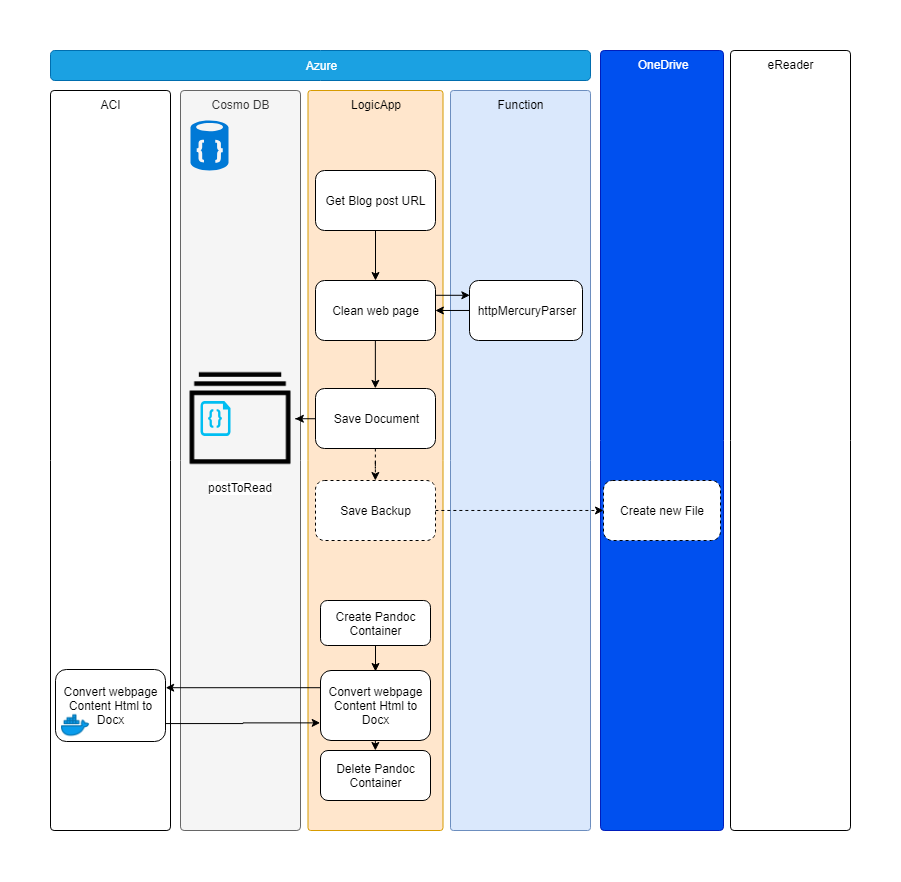 Azure
OneDrive
eReader
ACI
Cosmo DB
LogicApp
Function
{ }
Get Blog post URL
Clean web page
httpMercuryParser
{}
Save Document
postToRead
Save Backup
Create new File
Create Pandoc
Container
Convert webpage
Content Html to
Docx
Convert webpage
Content Html to
Docx
Delete Pandoc
Container